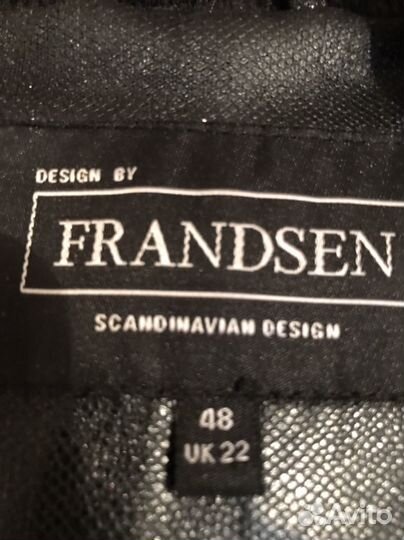 DESIGN BY
FRANDSEN
SCANDINAVIAN DESIGN
48
UK 22
Avito